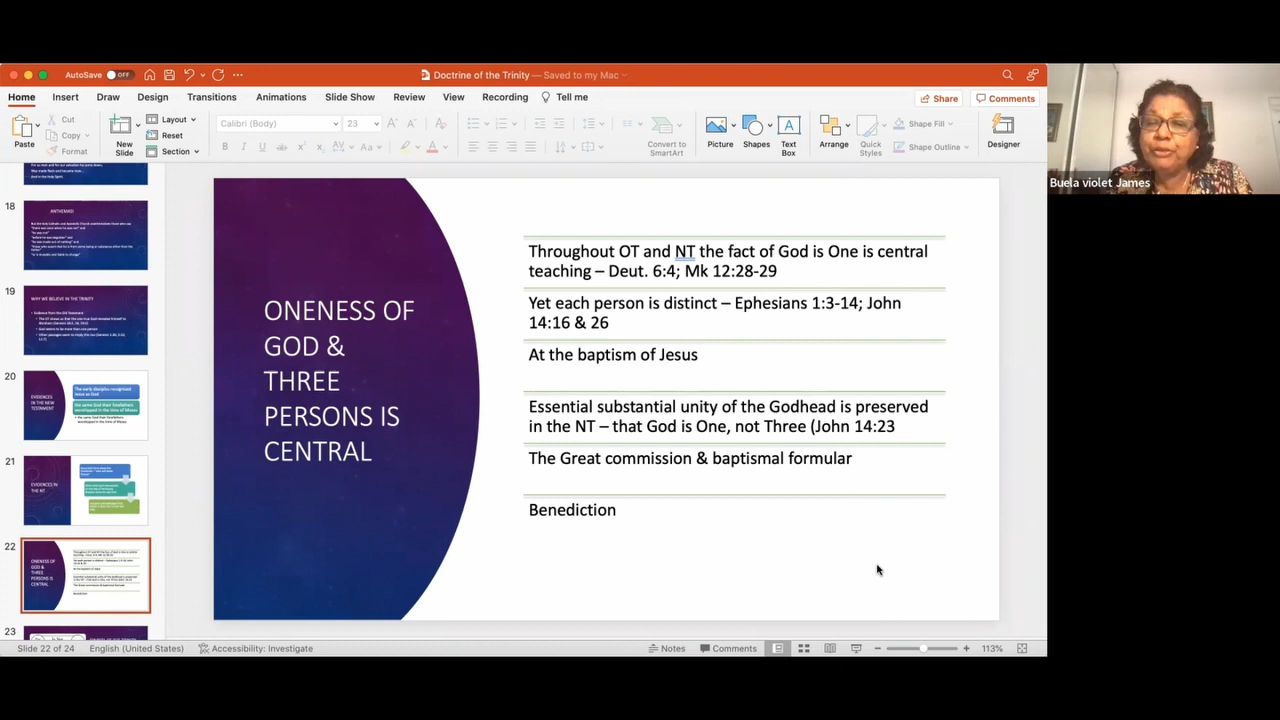 AutoSave OFF
Doctrine of the Trinity — Saved to my Mac
Home Insert Draw Design Transitions Animations Slide Show Review View Recording Tell me
Share Comments
Paste
Cut
Copy
Format
New Slide
Layout
Reset
Section
Calibri (Body) 23
Convert to SmartArt
Picture
Shapes
Text Box
Arrange
Quick Styles
Shape Fill
Shape Outline
Designer
Buela violet James
18
19
WHY WE BELIEVE IN THE TRINITY
20
EVIDENCES
IN THE NEW
TESTAMENT
The early disciples recognized
Jesus as God
21
EVIDENCES IN
THE NT
22
ONENESS OF
GOD &
THREE
PERSONS IS
CENTRAL
23
ONENESS OF
GOD &
THREE
PERSONS IS
CENTRAL
Throughout OT and NT the fact of God is One is central
teaching – Deut. 6:4; Mk 12:28-29
Yet each person is distinct – Ephesians 1:3-14; John
14:16 & 26
At the baptism of Jesus
Essential substantial unity of the Godhead is preserved
in the NT – that God is One, not Three (John 14:23
The Great commission & baptismal formular
Benediction
Slide 22 of 24 English (United States) Accessibility: Investigate
Notes Comments 113%